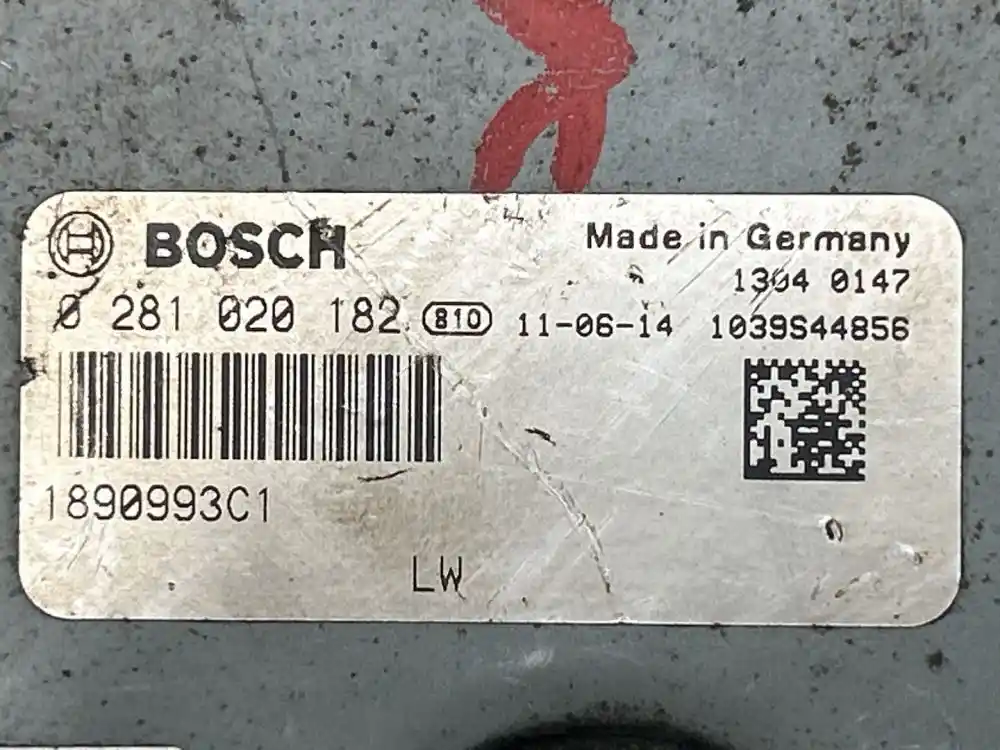 BOSCH
Made in Germany
1304 0147
0 281 020 182 810 11-06-14 1039S44856
1890993C1
LW